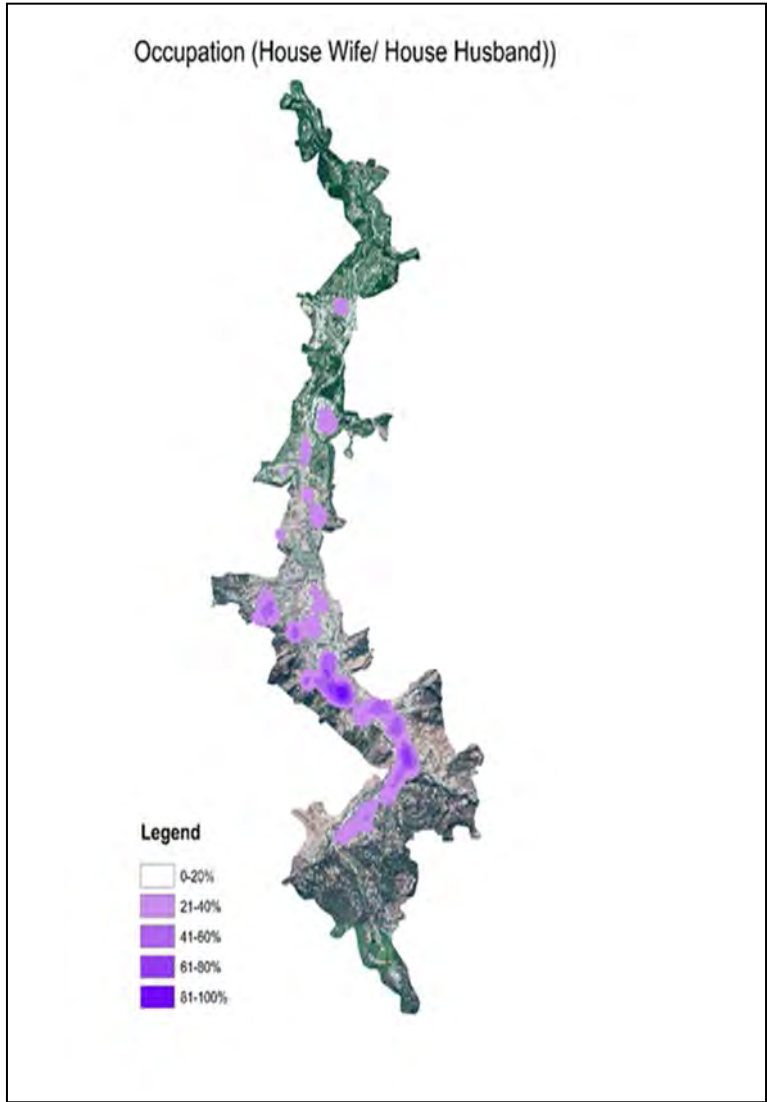 Occupation (House Wife/ House Husband))
Legend
0-20%
21-40%
41-60%
61-80%
81-100%